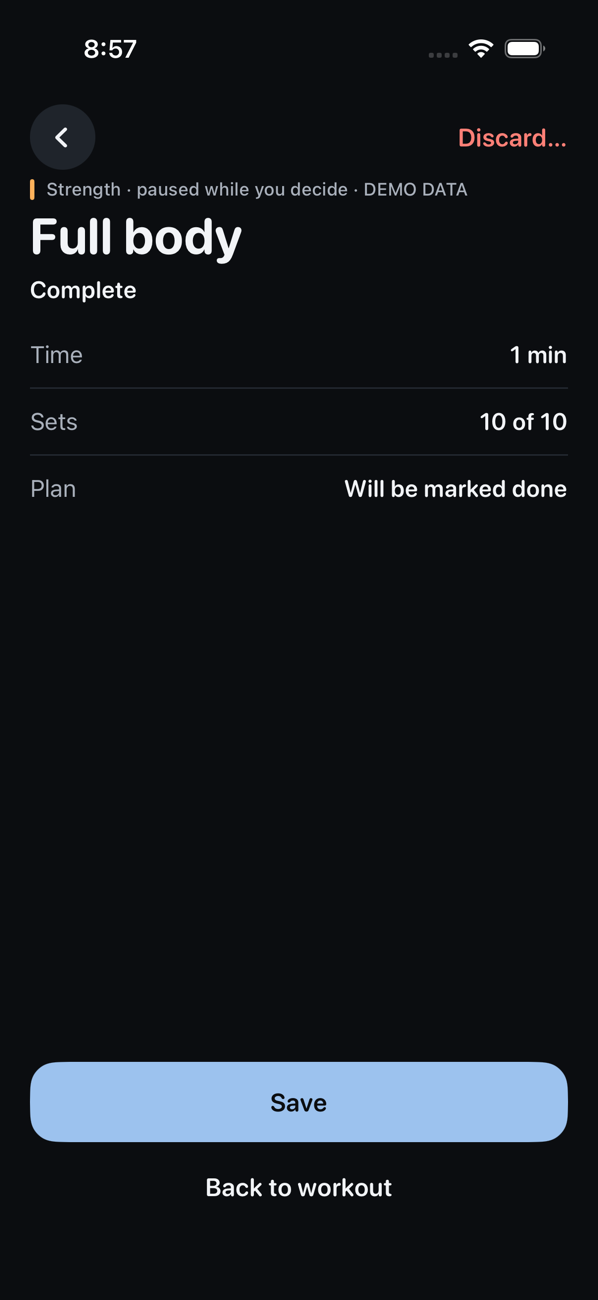 8:57
Discard...
Strength · paused while you decide · DEMO DATA
Full body
Complete
Time 1 min
Sets 10 of 10
Plan Will be marked done
Save
Back to workout